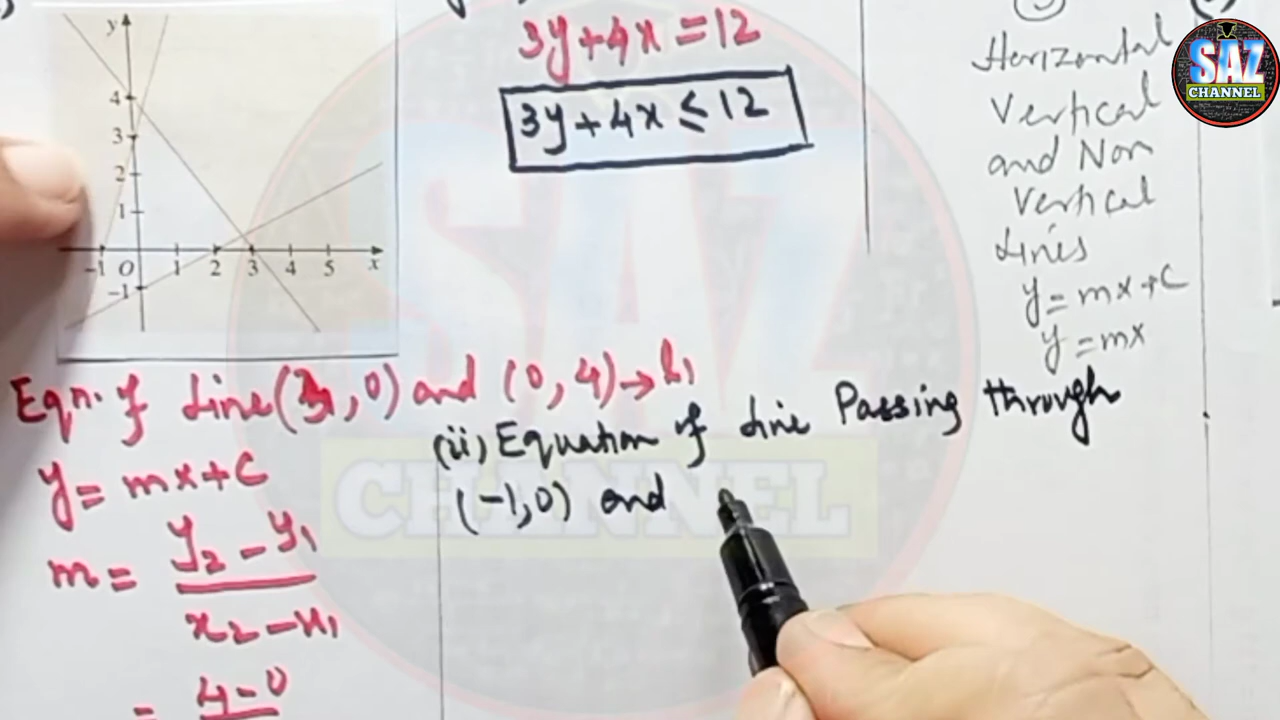 3y+4x=12
3y+4x≤12
y
4
3
2
1
-1 O 1 2 3 4 5 x
-1
Eqn. of Line(3,0) and (0,4)→l₁
y=mx+c
m= y₂-y₁
x₂-x₁
= 4-0
(ii) Equation of Line Passing through
(-1,0) and
Horizontal
Vertical
and Non
Vertical
Lines
y=mx+c
y=mx
SAZ
CHANNEL
SAZ
CHANNEL